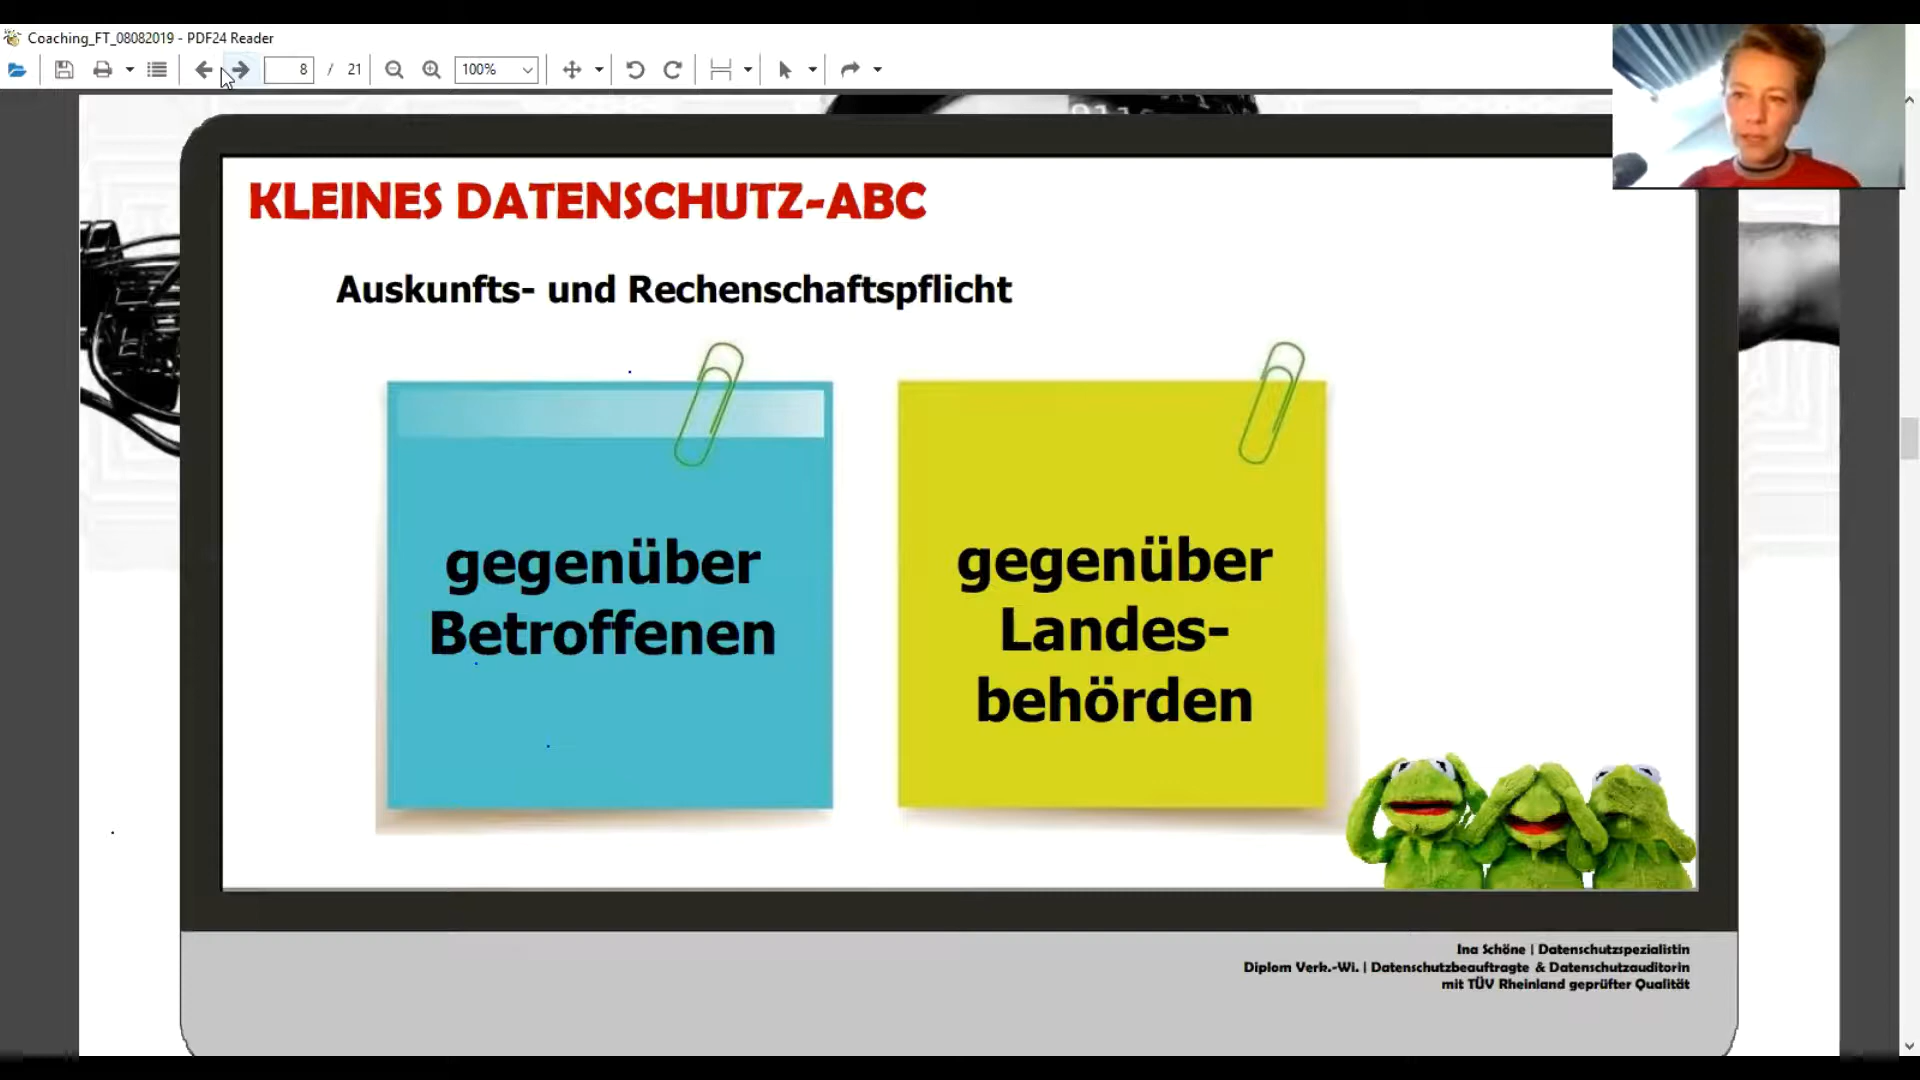 Coaching_FT_08082019 - PDF24 Reader
8 / 21 100%
KLEINES DATENSCHUTZ-ABC
Auskunfts- und Rechenschaftspflicht
gegenüber
Betroffenen
gegenüber
Landes-
behörden
Ina Schöne | Datenschutzspezialistin
Diplom Verk.-Wi. | Datenschutzbeauftragte & Datenschutzauditorin
mit TÜV Rheinland geprüfter Qualität